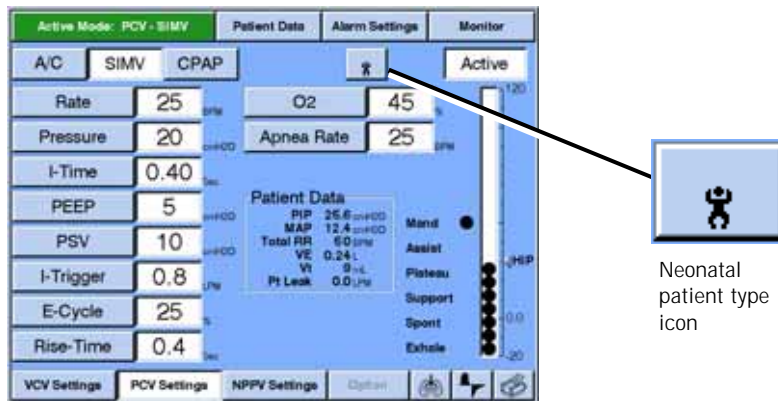 Active Mode: PCV - SIMV
Patient Data
Alarm Settings
Monitor
A/C
SIMV
CPAP
Active
Rate 25 BPM
O2 45 %
120
Pressure 20 cmH2O
Apnea Rate 25 BPM
I-Time 0.40 Sec
PEEP 5 cmH2O
PSV 10 cmH2O
I-Trigger 0.8 LPM
E-Cycle 25 %
Rise-Time 0.4 Sec
Patient Data
PIP 25.6 cmH2O
MAP 12.4 cmH2O
Total RR 60 BPM
VE 0.24 L
Vt 9 mL
Pt Leak 0.0 LPM
Mand
Assist
Plateau
Support
Spont
Exhale
HIP
0.0
-20
VCV Settings
PCV Settings
NPPV Settings
Option
Neonatal
patient type
icon